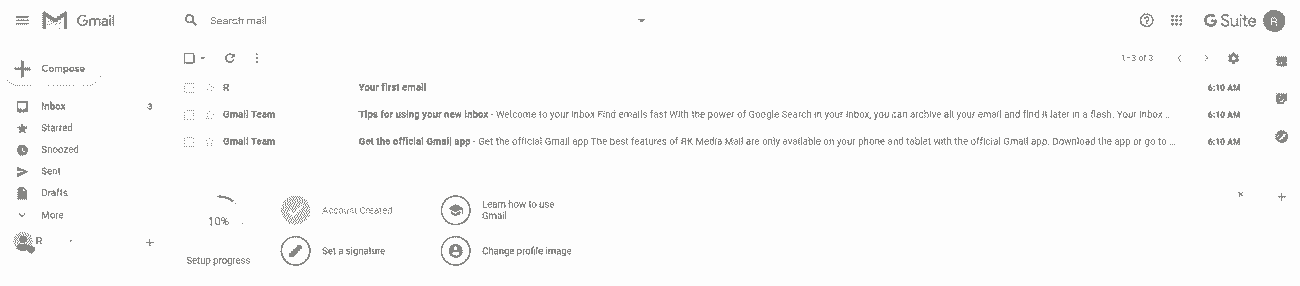 Gmail
Search mail
G Suite
R
Compose
1-3 of 3
R Your first email 6:10 AM
Inbox 3
Gmail Team Tips for using your new inbox - Welcome to your Inbox Find emails fast With the power of Google Search in your inbox, you can archive all your email and find it later in a flash. Your Inbox ... 6:10 AM
Starred
Gmail Team Get the official Gmail app - Get the official Gmail app The best features of RK Media Mail are only available on your phone and tablet with the official Gmail app. Download the app or go to ... 6:10 AM
Snoozed
Sent
Drafts
More
R
10%
Setup progress
Account Created
Learn how to use
Gmail
Set a signature
Change profile image